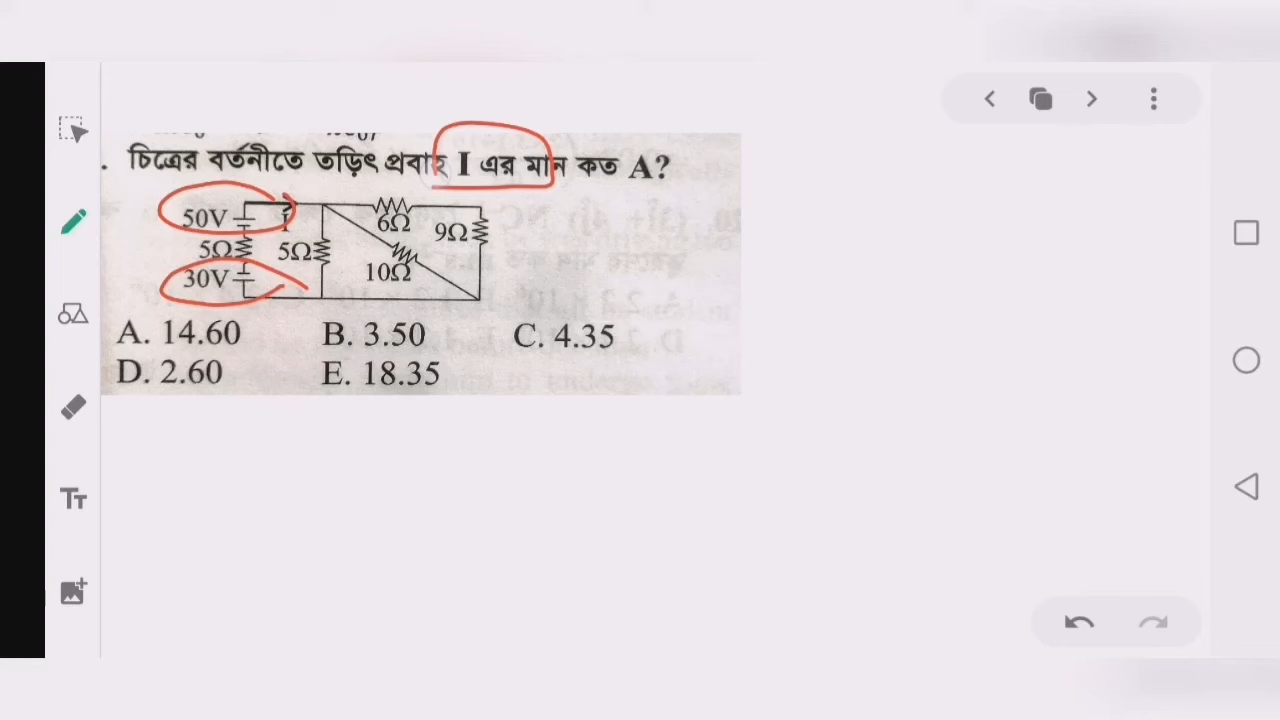 . চিত্রের বর্তনীতে তড়িৎ প্রবাহ I এর মান কত A?
50V I 6Ω 9Ω
5Ω 5Ω
30V 10Ω
A. 14.60 B. 3.50 C. 4.35
D. 2.60 E. 18.35
TT